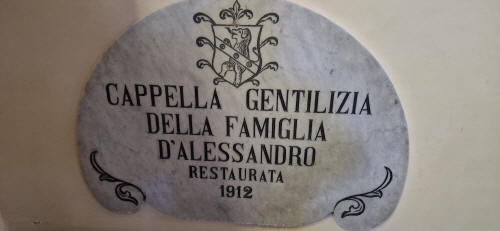 CAPPELLA GENTILIZIA
DELLA FAMIGLIA
D'ALESSANDRO
RESTAURATA
1912